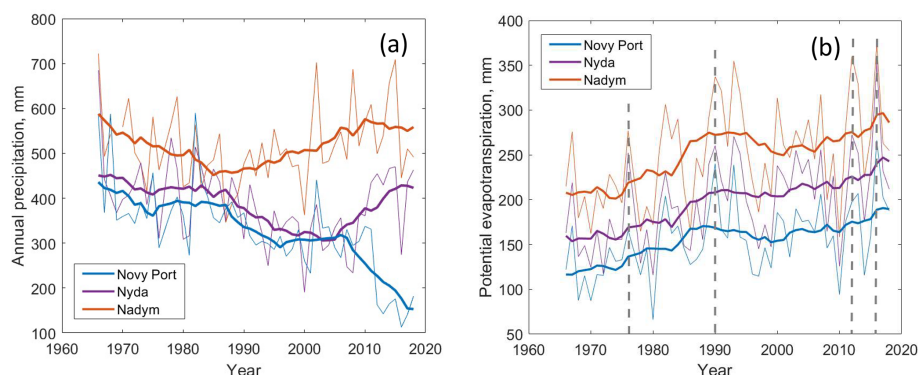 (a)
Annual precipitation, mm
800
700
600
500
400
300
200
100
Novy Port
Nyda
Nadym
1960
1970
1980
1990
2000
2010
2020
Year
(b)
Potential evapotranspiration, mm
400
350
300
250
200
150
100
50
Novy Port
Nyda
Nadym
1960
1970
1980
1990
2000
2010
2020
Year